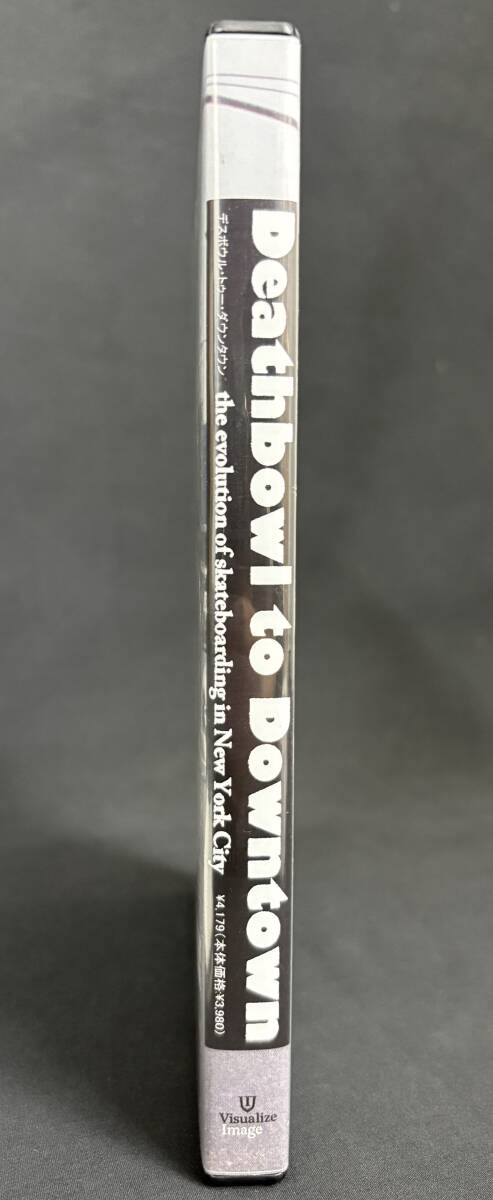 Deathbowl to Downtown
デスボウル・トゥー・ダウンタウン
the evolution of skateboarding in New York City
¥4,179(本体価格:¥3,980)
Visualize
Image